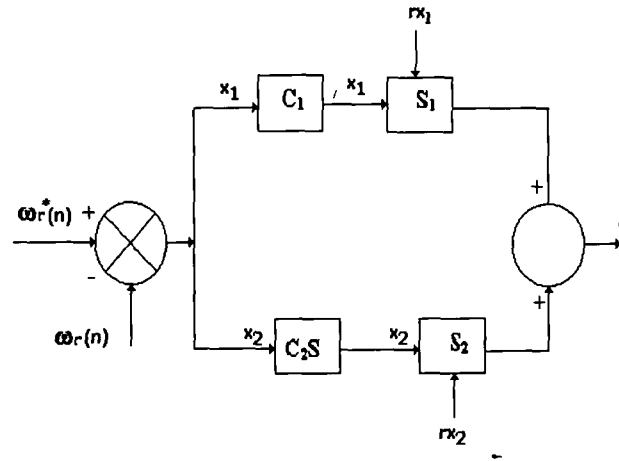 rx₁
x₁
C₁
x₁
S₁
+
ωr*(n)
+
-
ωr(n)
+
x₂
C₂S
x₂
S₂
rx₂